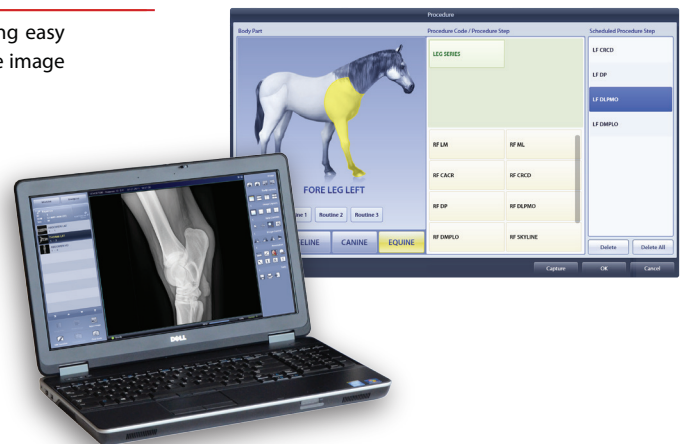 ng easy
e image
Procedure
Body Part
Procedure Code / Procedure Step
Scheduled Procedure Step
LEG SERIES
LF CRCD
LF DP
LF DLPMO
LF DMPLO
RF LM
RF ML
RF CACR
RF CRCD
RF DP
RF DLPMO
RF DMPLO
RF SKYLINE
FORE LEG LEFT
ine 1
Routine 2
Routine 3
ELINE
CANINE
EQUINE
Delete
Delete All
Capture
OK
Cancel
DELL